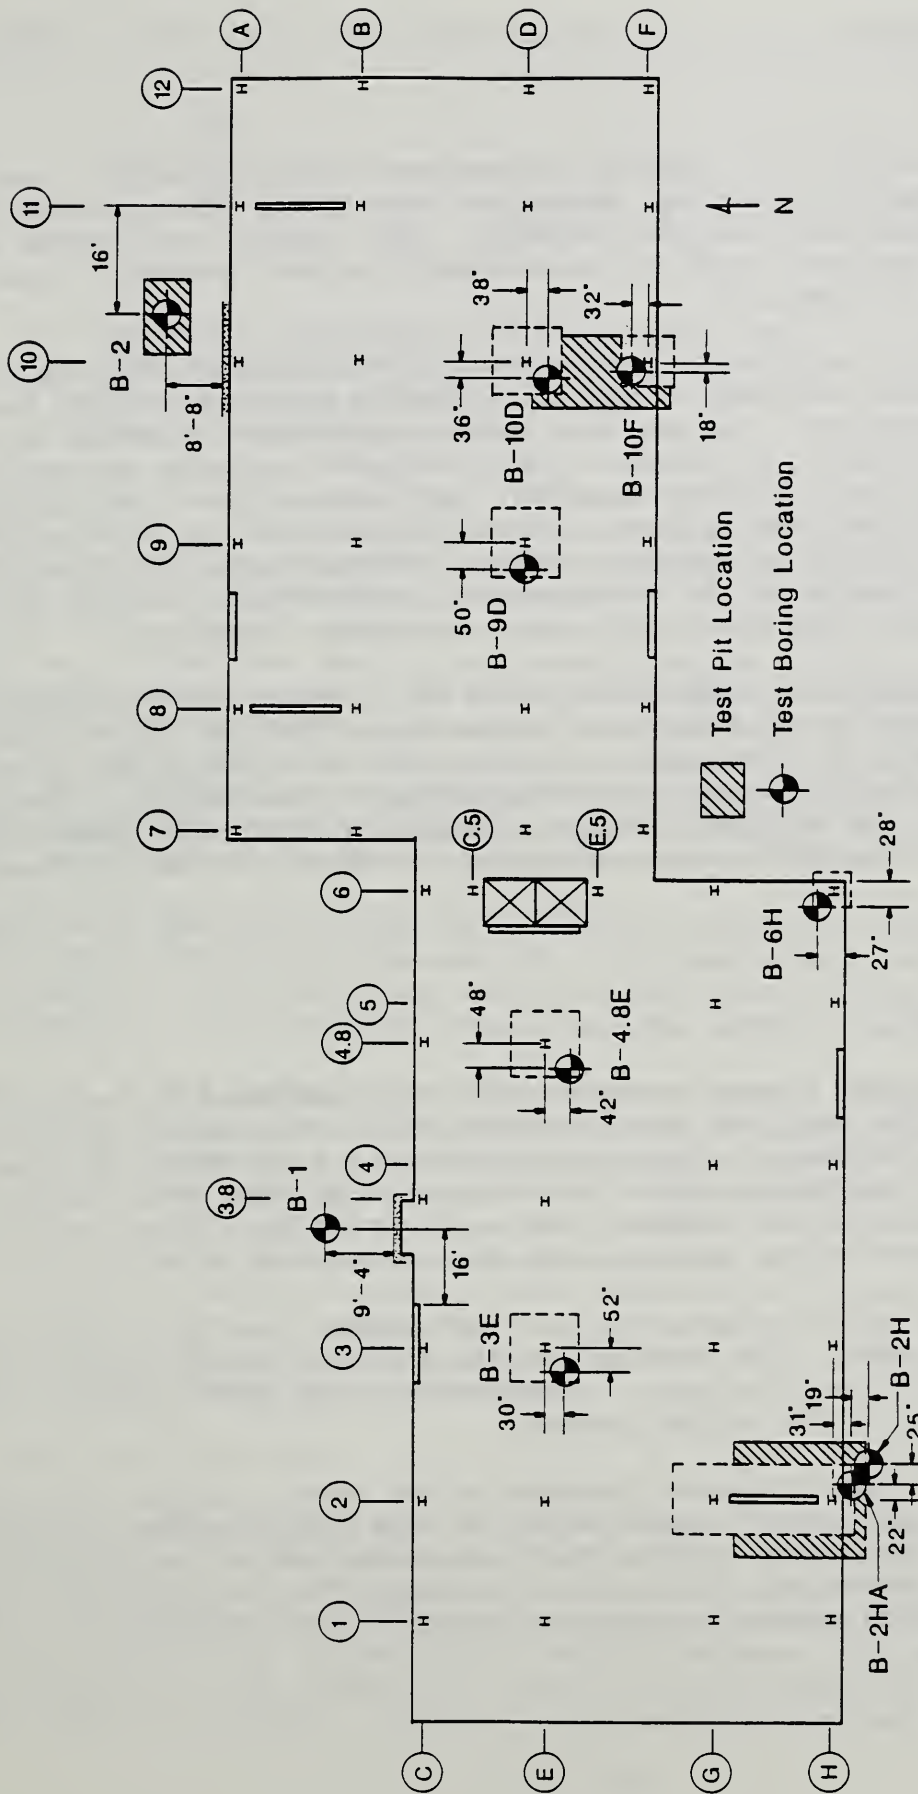 12
11
10
9
8
7
6
5
4.8
4
3.8
3
2
1
A
B
D
F
C.5
E.5
C
E
G
H
16'
B-2
8'-8"
38"
36"
B-10D
32"
B-10F
18"
50"
B-9D
N
Test Pit Location
Test Boring Location
28"
B-6H
27"
48"
B-4.8E
42"
B-1
9'-4"
16'
B-3E
52"
30"
31"
19"
B-2H
25"
22"
B-2HA